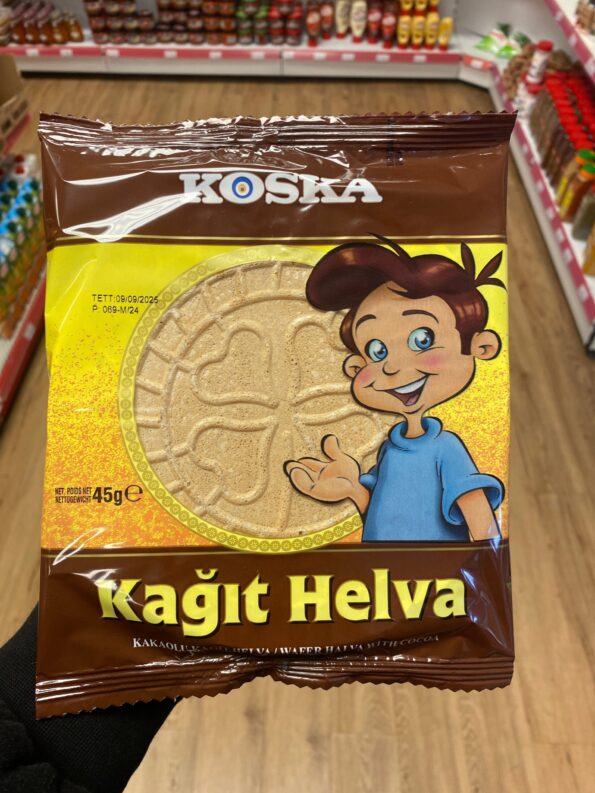 KOSKA
TETT:09/09/2025
P: 069-M/24
NET. POIDS NET
NETTOGEWICHT 45g℮
Kağıt Helva
KAKAOLU KAĞIT HELVA / WAFER HALVA WITH COCOA